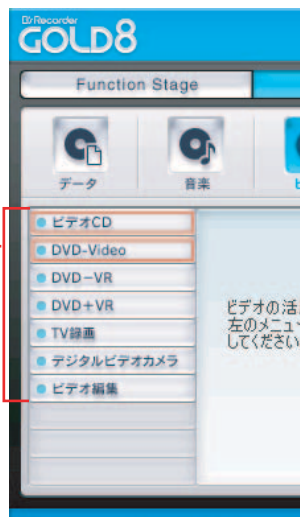 B's Recorder
GOLD8
Function Stage
データ
音楽
ビデオCD
DVD-Video
DVD-VR
DVD+VR
TV録画
デジタルビデオカメラ
ビデオ編集
ビデオの活
左のメニュ
してください